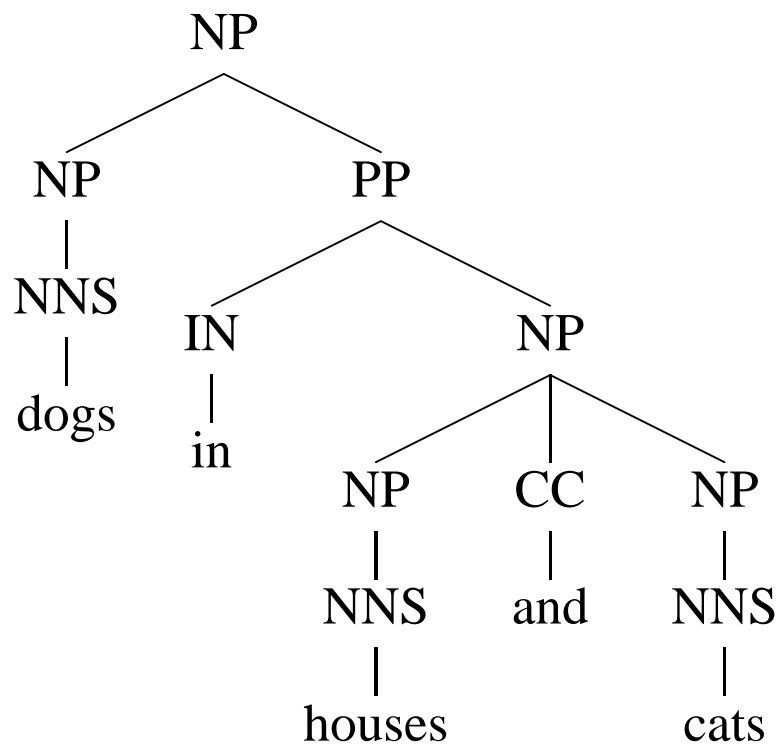 NP
NP PP
NNS IN NP
dogs in
NP CC NP
NNS and NNS
houses cats